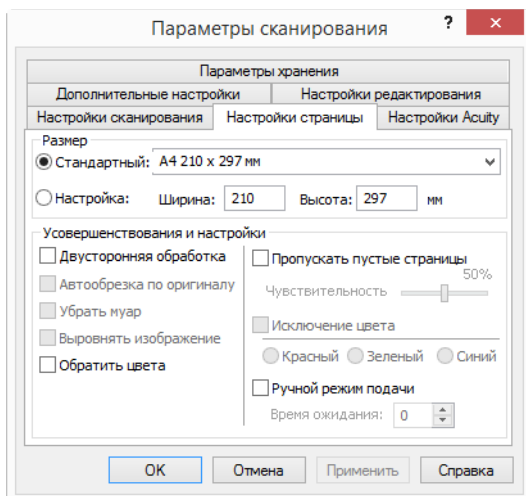 Параметры сканирования ? ×
Параметры хранения
Дополнительные настройки Настройки редактирования
Настройки сканирования Настройки страницы Настройки Acuity
Размер
Стандартный: A4 210 x 297 мм
Настройка: Ширина: 210 Высота: 297 мм
Усовершенствования и настройки
Двусторонняя обработка Пропускать пустые страницы
50%
Автообрезка по оригиналу Чувствительность
Убрать муар Исключение цвета
Выровнять изображение Красный Зеленый Синий
Обратить цвета Ручной режим подачи
Время ожидания: 0
OK Отмена Применить Справка